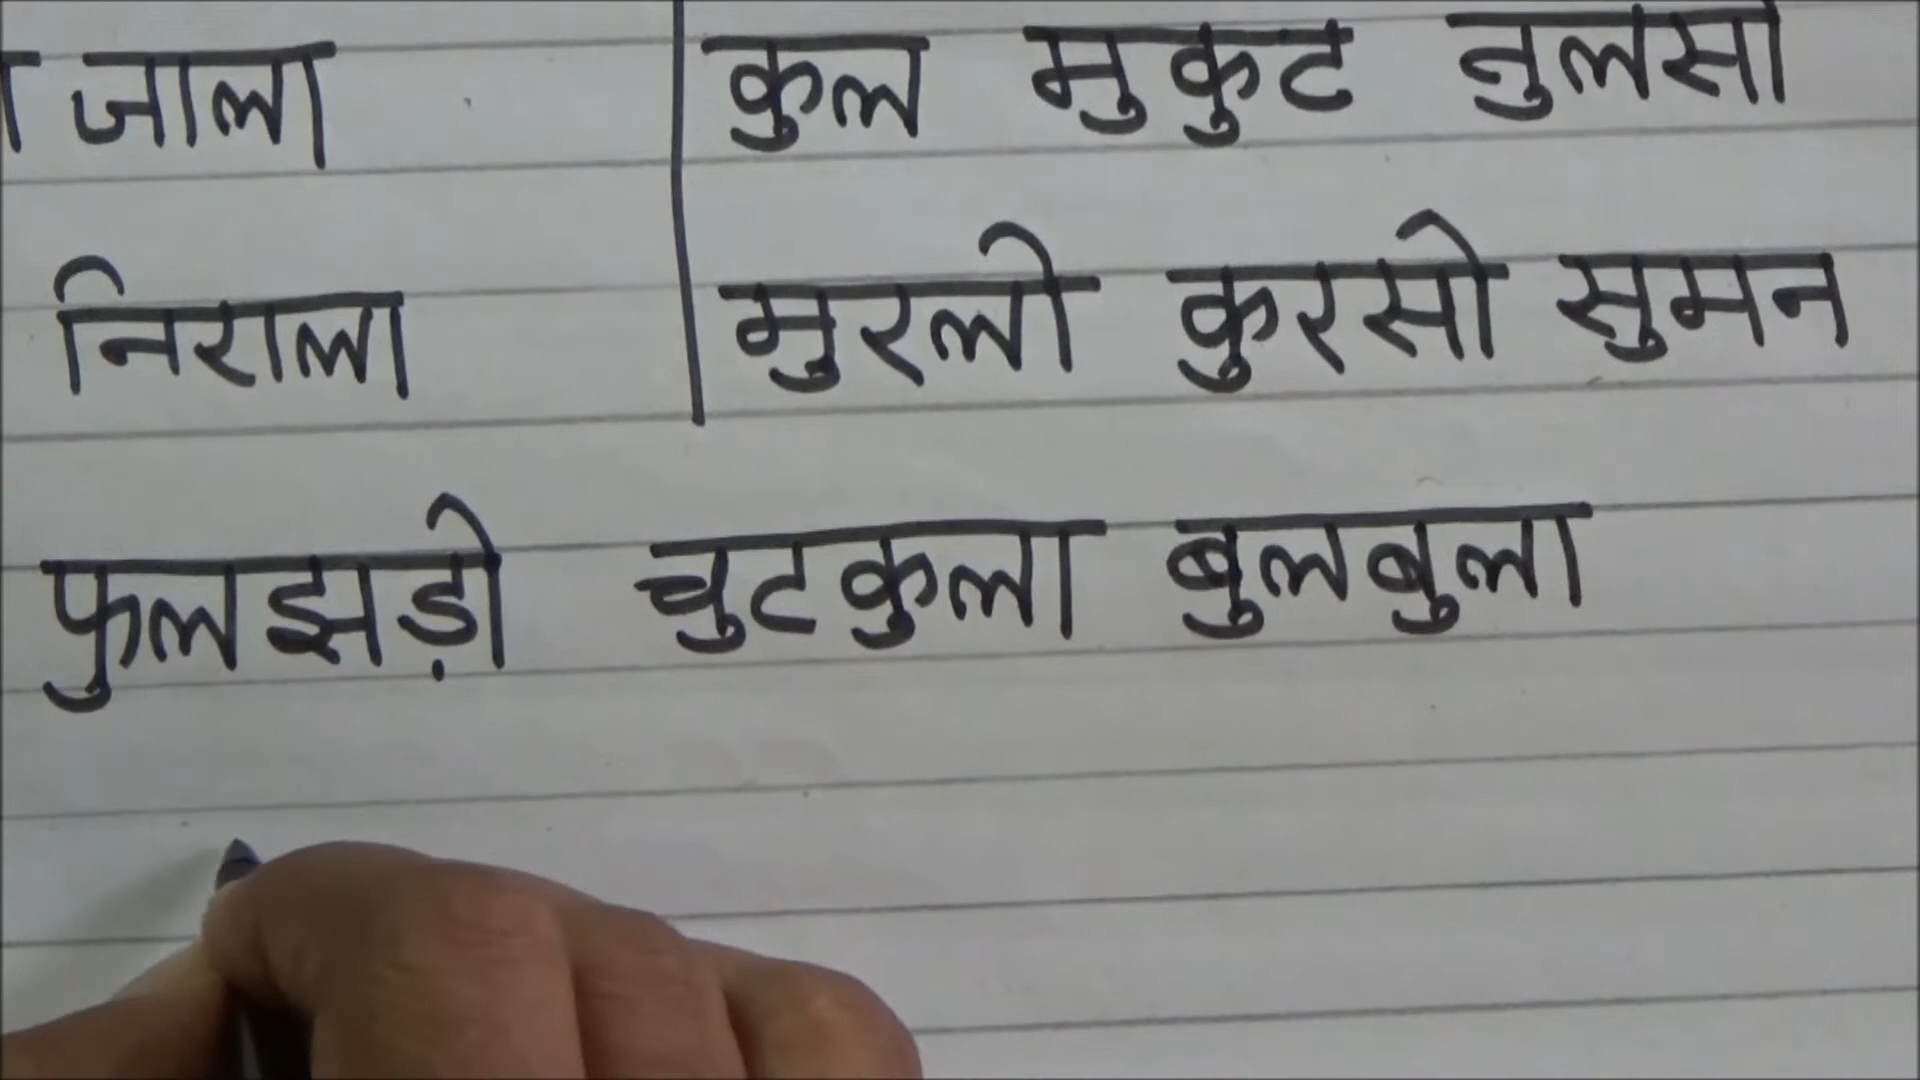 जाला कुल मुकुट तुलसी
निराला मुरली कुरसी सुमन
फुलझड़ी चुटकुला बुलबुला